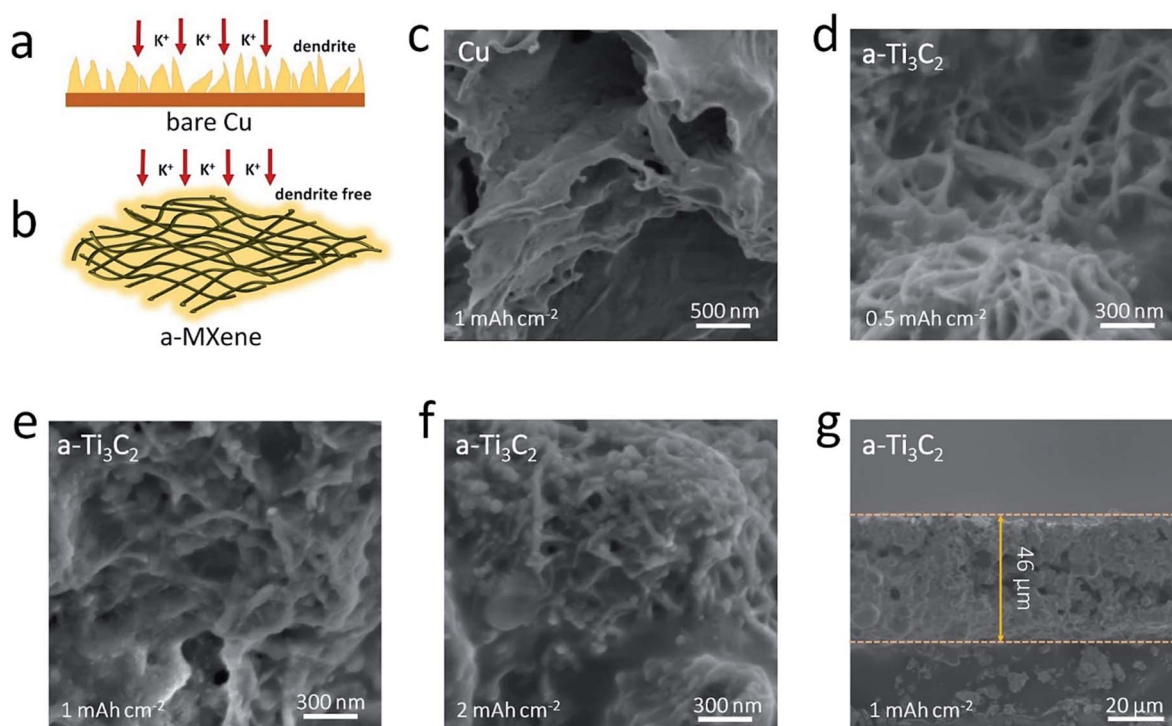 a
K⁺ K⁺ K⁺
dendrite
bare Cu
b
K⁺ K⁺ K⁺
dendrite free
a-MXene
c
Cu
1 mAh cm⁻²
500 nm
d
a-Ti₃C₂
0.5 mAh cm⁻²
300 nm
e
a-Ti₃C₂
1 mAh cm⁻²
300 nm
f
a-Ti₃C₂
2 mAh cm⁻²
300 nm
g
a-Ti₃C₂
46 μm
1 mAh cm⁻²
20 μm